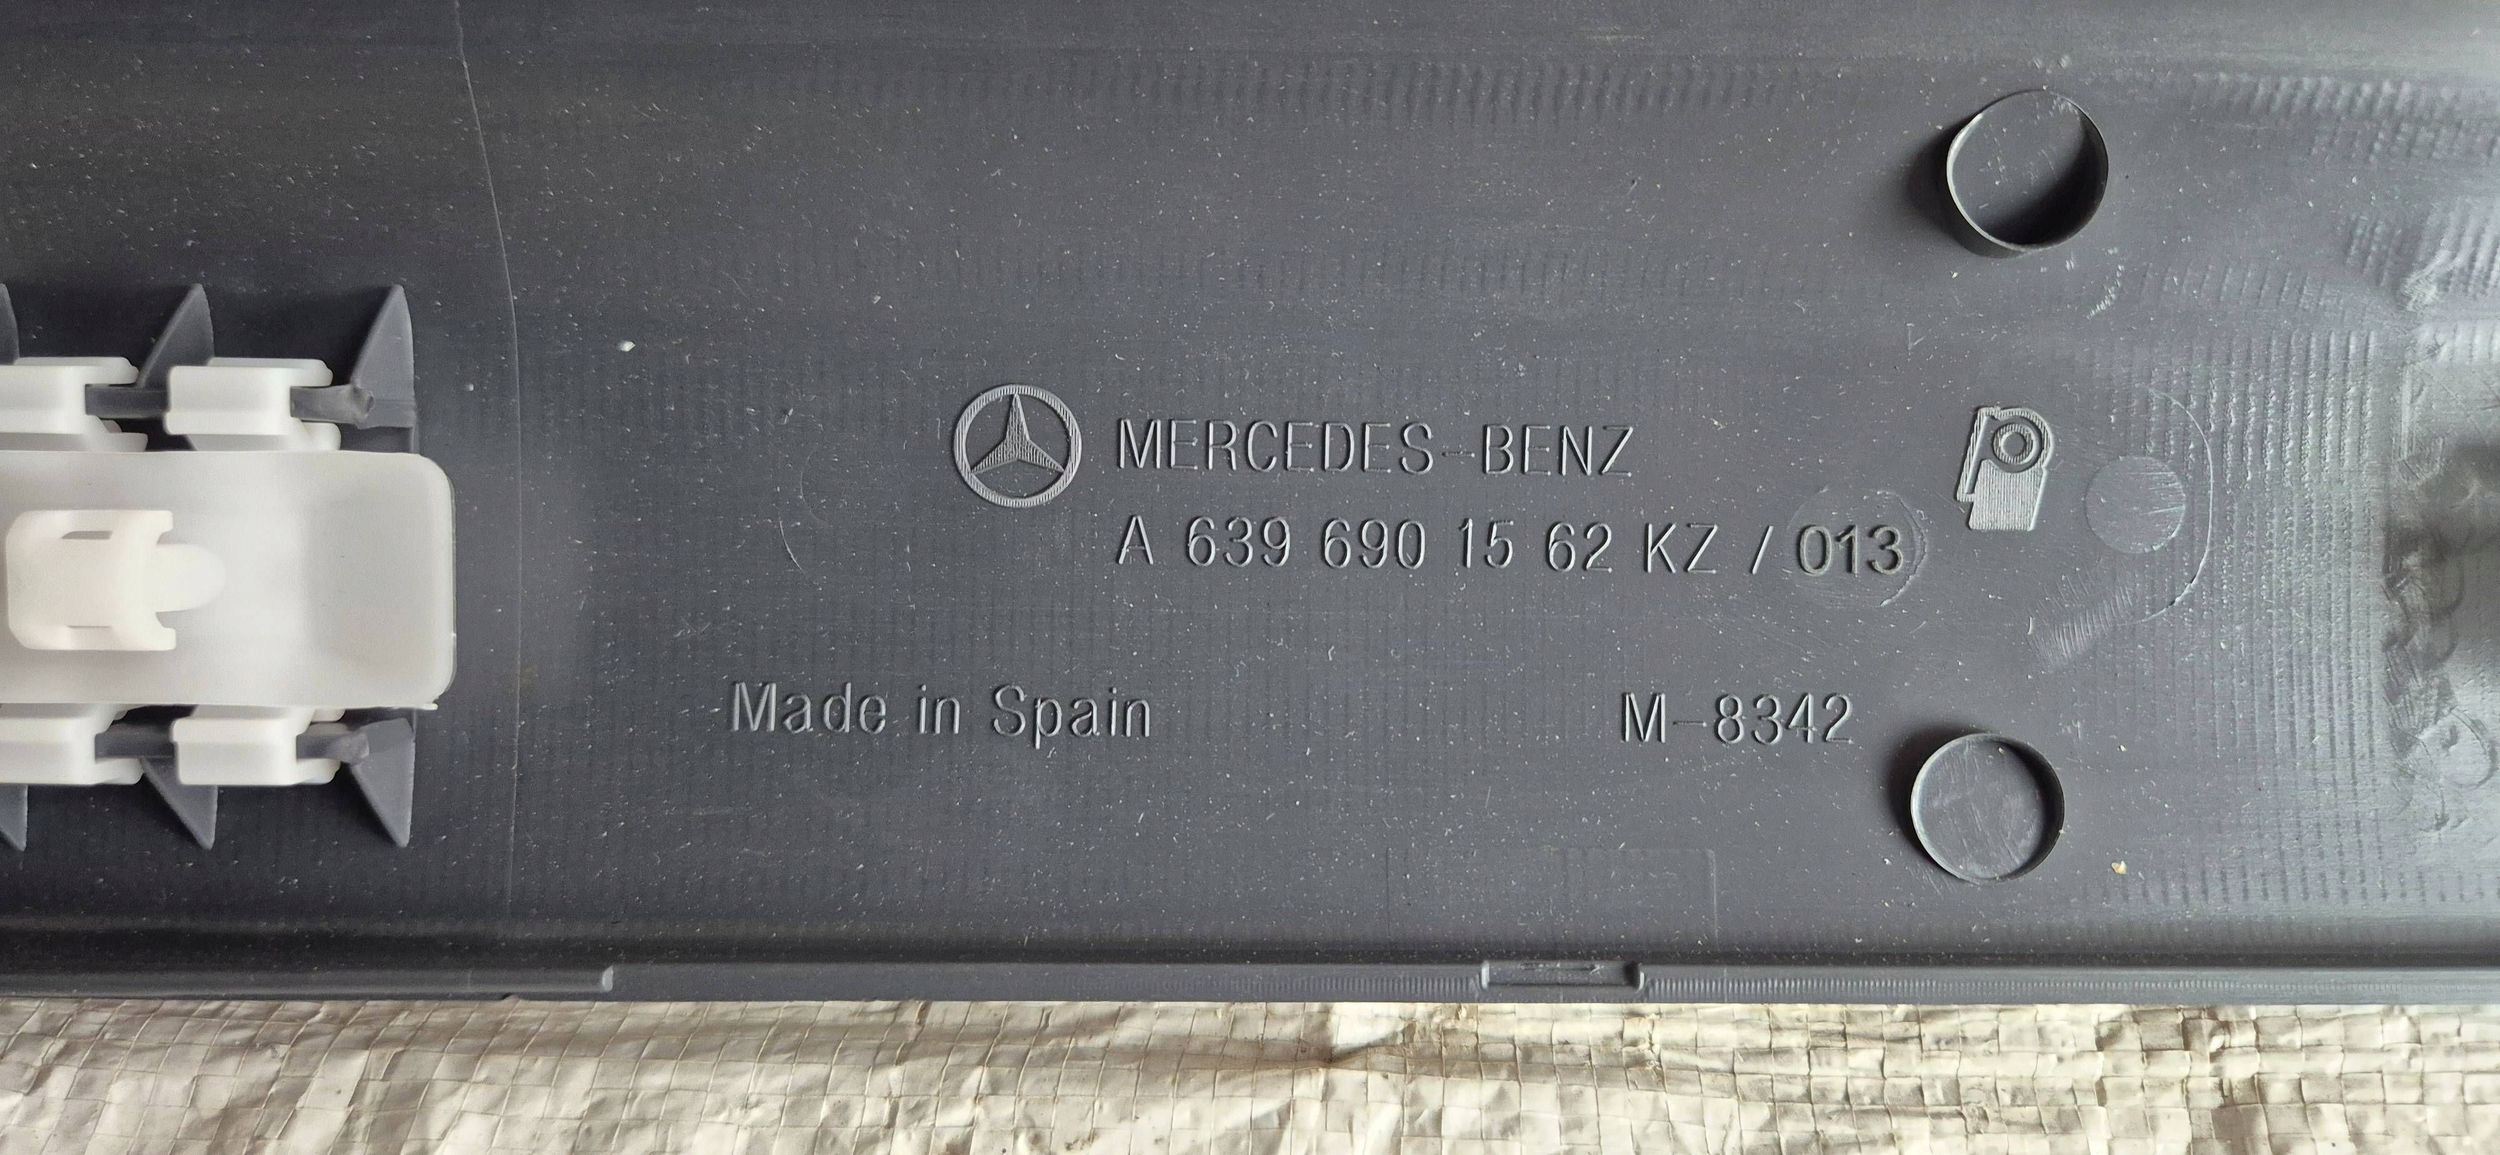 MERCEDES-BENZ
A 639 690 15 62 KZ / 013
Made in Spain
M-8342